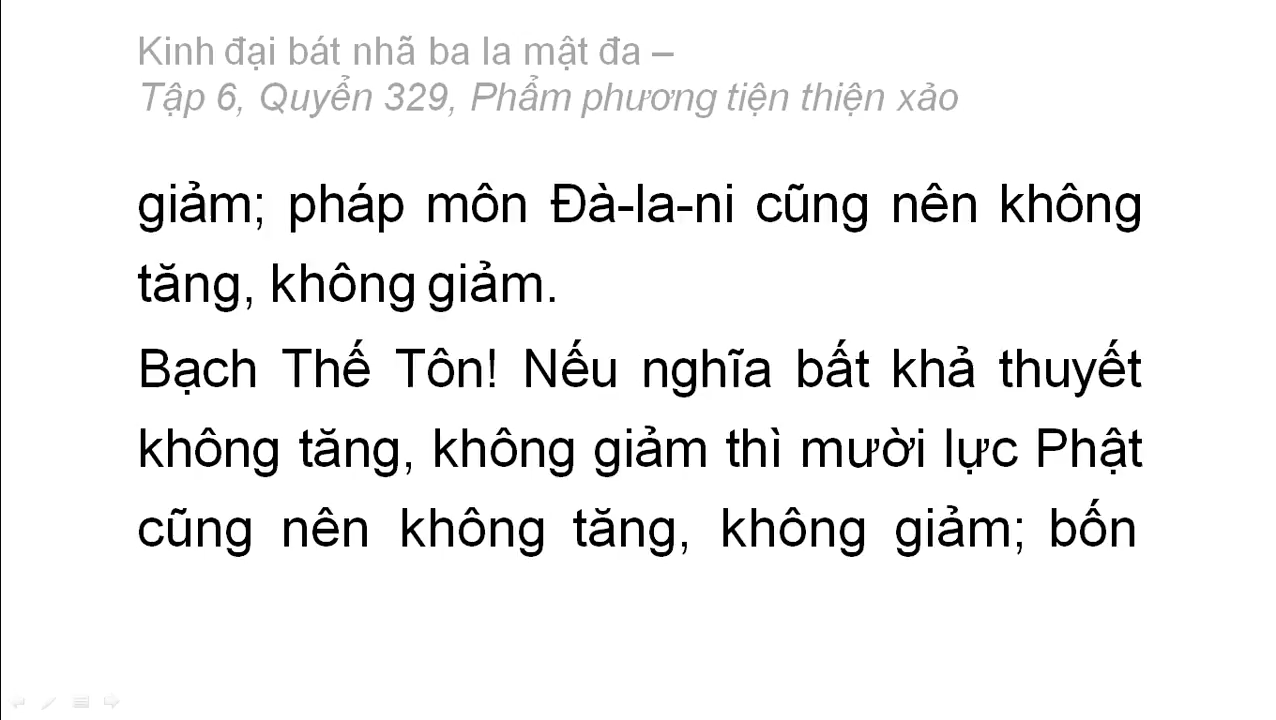 Kinh đại bát nhã ba la mật đa –
Tập 6, Quyển 329, Phẩm phương tiện thiện xảo
giảm; pháp môn Đà-la-ni cũng nên không
tăng, không giảm.
Bạch Thế Tôn! Nếu nghĩa bất khả thuyết
không tăng, không giảm thì mười lực Phật
cũng nên không tăng, không giảm; bốn